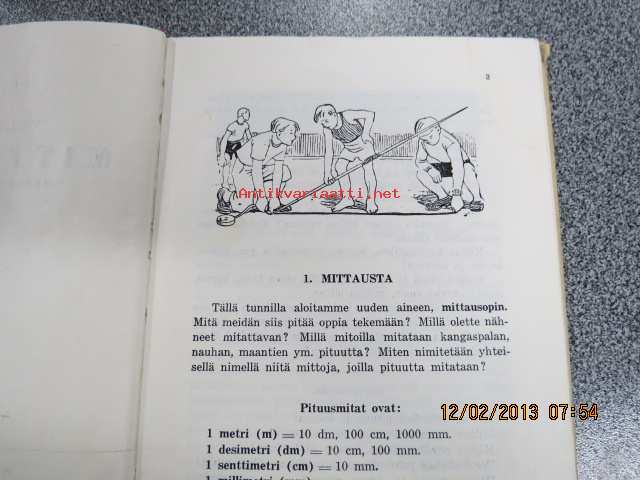 3
Antikvariaatti.net
1. MITTAUSTA
Tällä tunnilla aloitamme uuden aineen, mittausopin.
Mitä meidän siis pitää oppia tekemään? Millä olette näh-
neet mitattavan? Millä mitoilla mitataan kangaspalan,
nauhan, maantien ym. pituutta? Miten nimitetään yhtei-
sellä nimellä niitä mittoja, joilla pituutta mitataan?
Pituusmitat ovat:
1 metri (m) = 10 dm, 100 cm, 1000 mm.
1 desimetri (dm) = 10 cm, 100 mm.
1 senttimetri (cm) = 10 mm.
12/02/2013 07:54